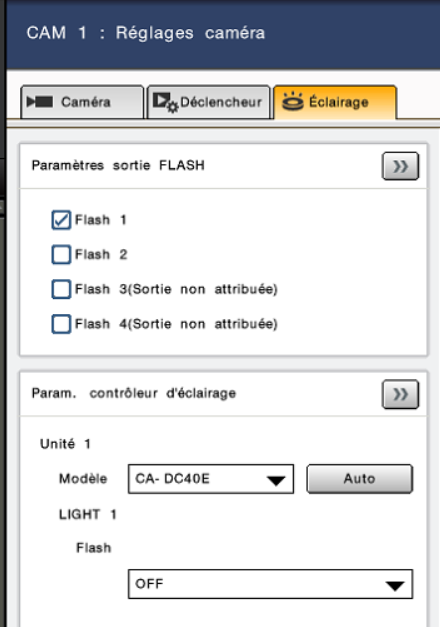 CAM 1 : Réglages caméra
Caméra
Déclencheur
Éclairage
Paramètres sortie FLASH
Flash 1
Flash 2
Flash 3(Sortie non attribuée)
Flash 4(Sortie non attribuée)
Param. contrôleur d'éclairage
Unité 1
Modèle CA- DC40E Auto
LIGHT 1
Flash
OFF